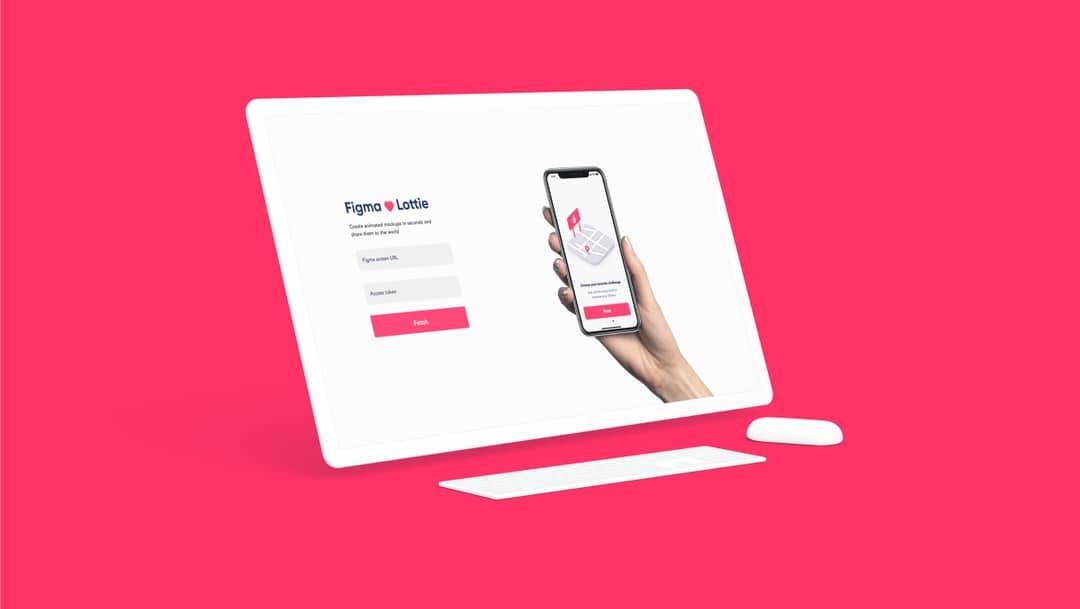 Figma Lottie
Create animated mockups in seconds and
share them to the world
Figma screen URL
Access token
Fetch
Choose your favorite challenge
Next